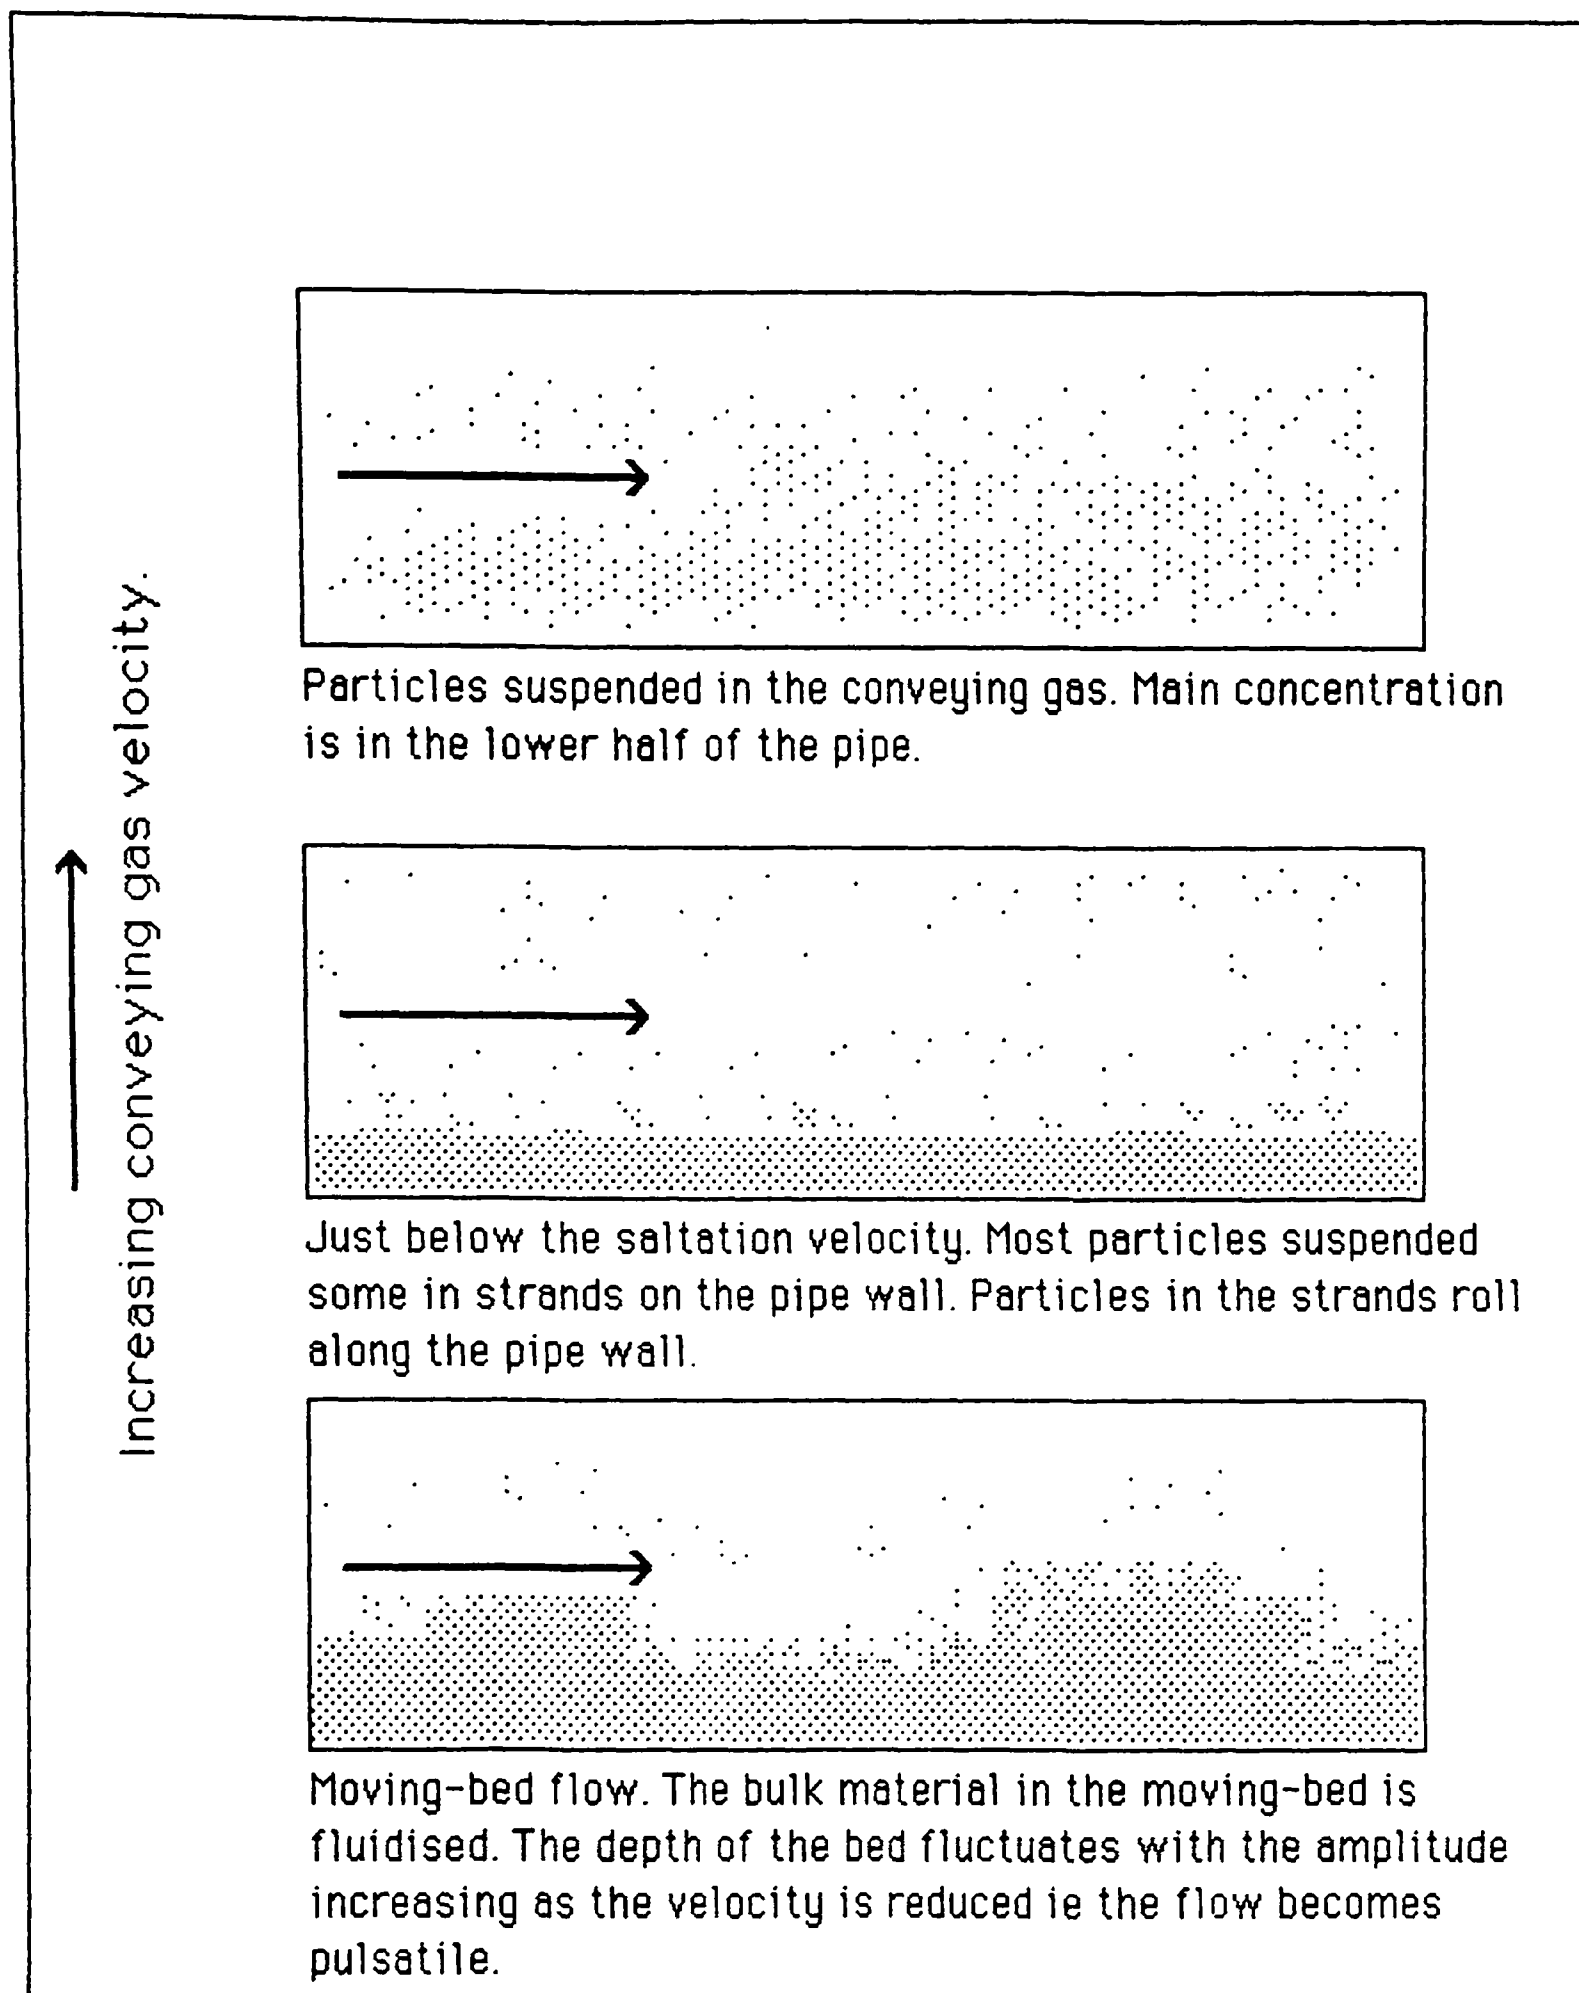 Increasing conveying gas velocity.
Particles suspended in the conveying gas. Main concentration
is in the lower half of the pipe.
Just below the saltation velocity. Most particles suspended
some in strands on the pipe wall. Particles in the strands roll
along the pipe wall.
Moving-bed flow. The bulk material in the moving-bed is
fluidised. The depth of the bed fluctuates with the amplitude
increasing as the velocity is reduced ie the flow becomes
pulsatile.